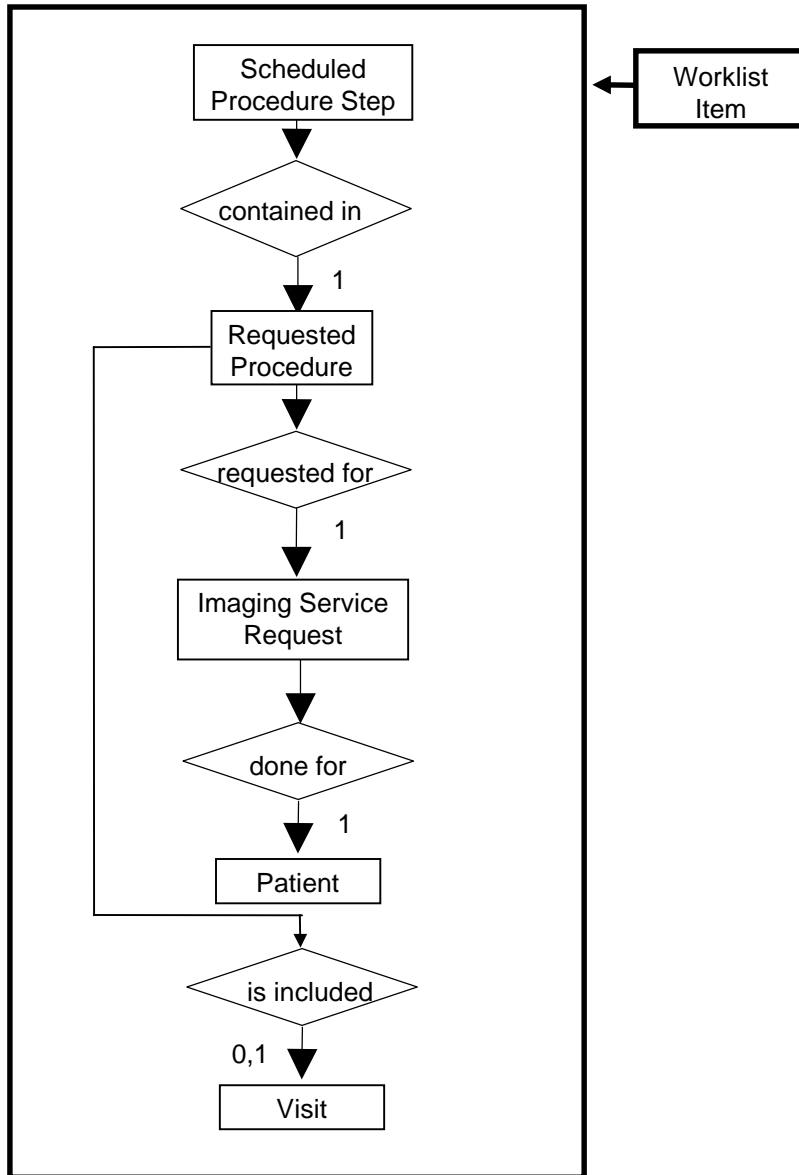 Scheduled
Procedure Step
Worklist
Item
contained in
1
Requested
Procedure
requested for
1
Imaging Service
Request
done for
1
Patient
is included
0,1
Visit